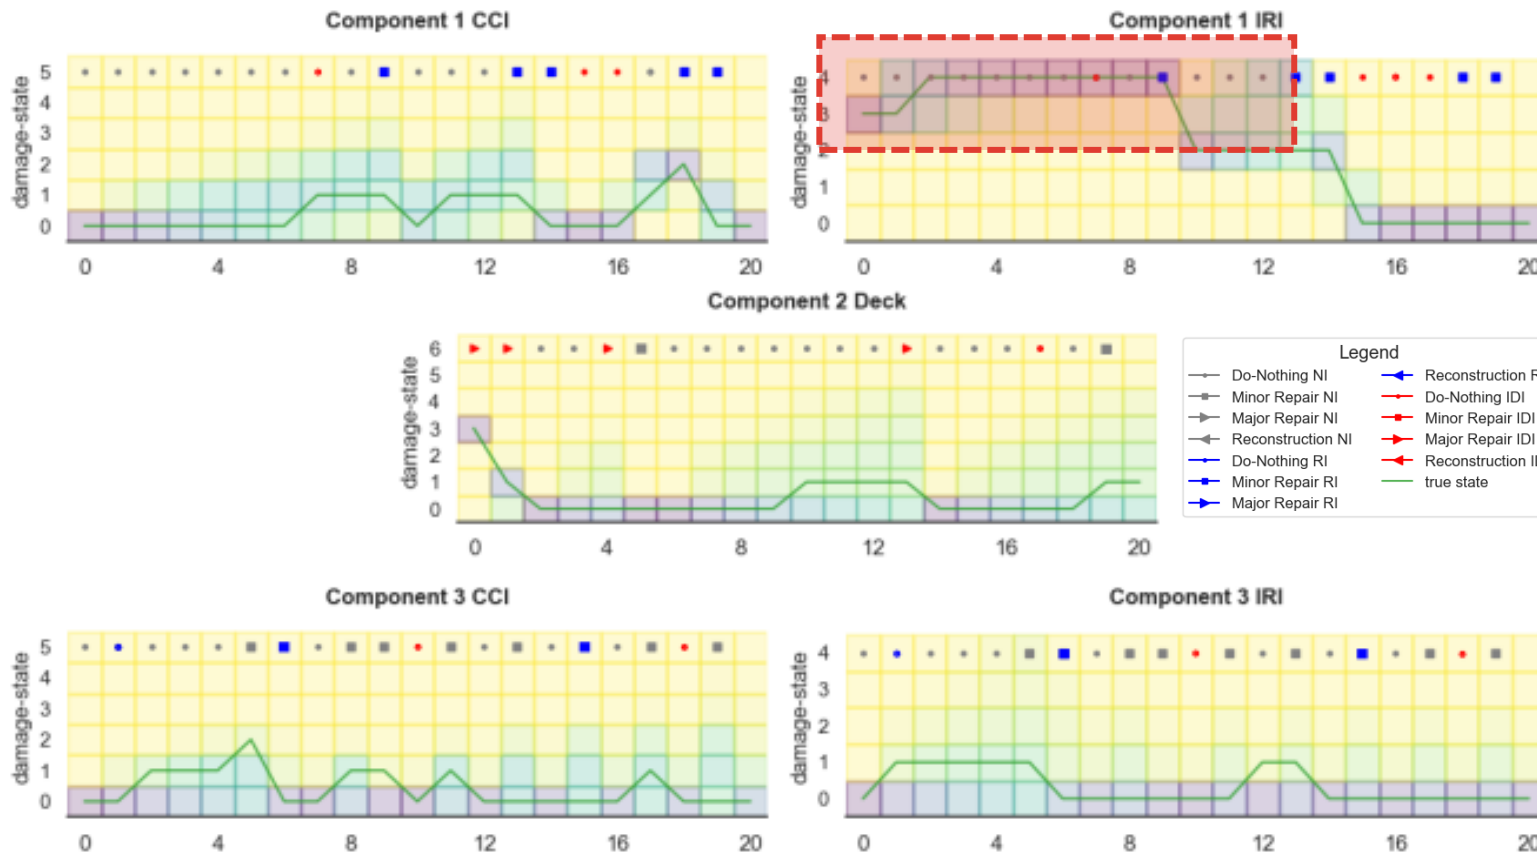 Component 1 CCI
damage-state
5
4
3
2
1
0
0 4 8 12 16 20
Component 1 IRI
damage-state
4
3
2
1
0
0 4 8 12 16 20
Component 2 Deck
damage-state
6
5
4
3
2
1
0
0 4 8 12 16 20
Legend
Do-Nothing NI
Minor Repair NI
Major Repair NI
Reconstruction NI
Do-Nothing RI
Minor Repair RI
Major Repair RI
Reconstruction R
Do-Nothing IDI
Minor Repair IDI
Major Repair IDI
Reconstruction II
true state
Component 3 CCI
damage-state
5
4
3
2
1
0
0 4 8 12 16 20
Component 3 IRI
damage-state
4
3
2
1
0
0 4 8 12 16 20